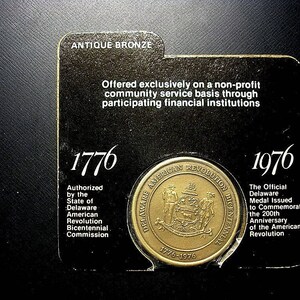 ANTIQUE BRONZE
Offered exclusively on a non-profit
community service basis through
participating financial institutions
1776
1976
Authorized
by the
State of
Delaware
American
Revolution
Bicentennial
Commission
DELAWARE AMERICAN REVOLUTION BICENTENNIAL
1776-1976
The Official
Delaware
Medal Issued
to Commemorate
the 200th
Anniversary
of the American
Revolution